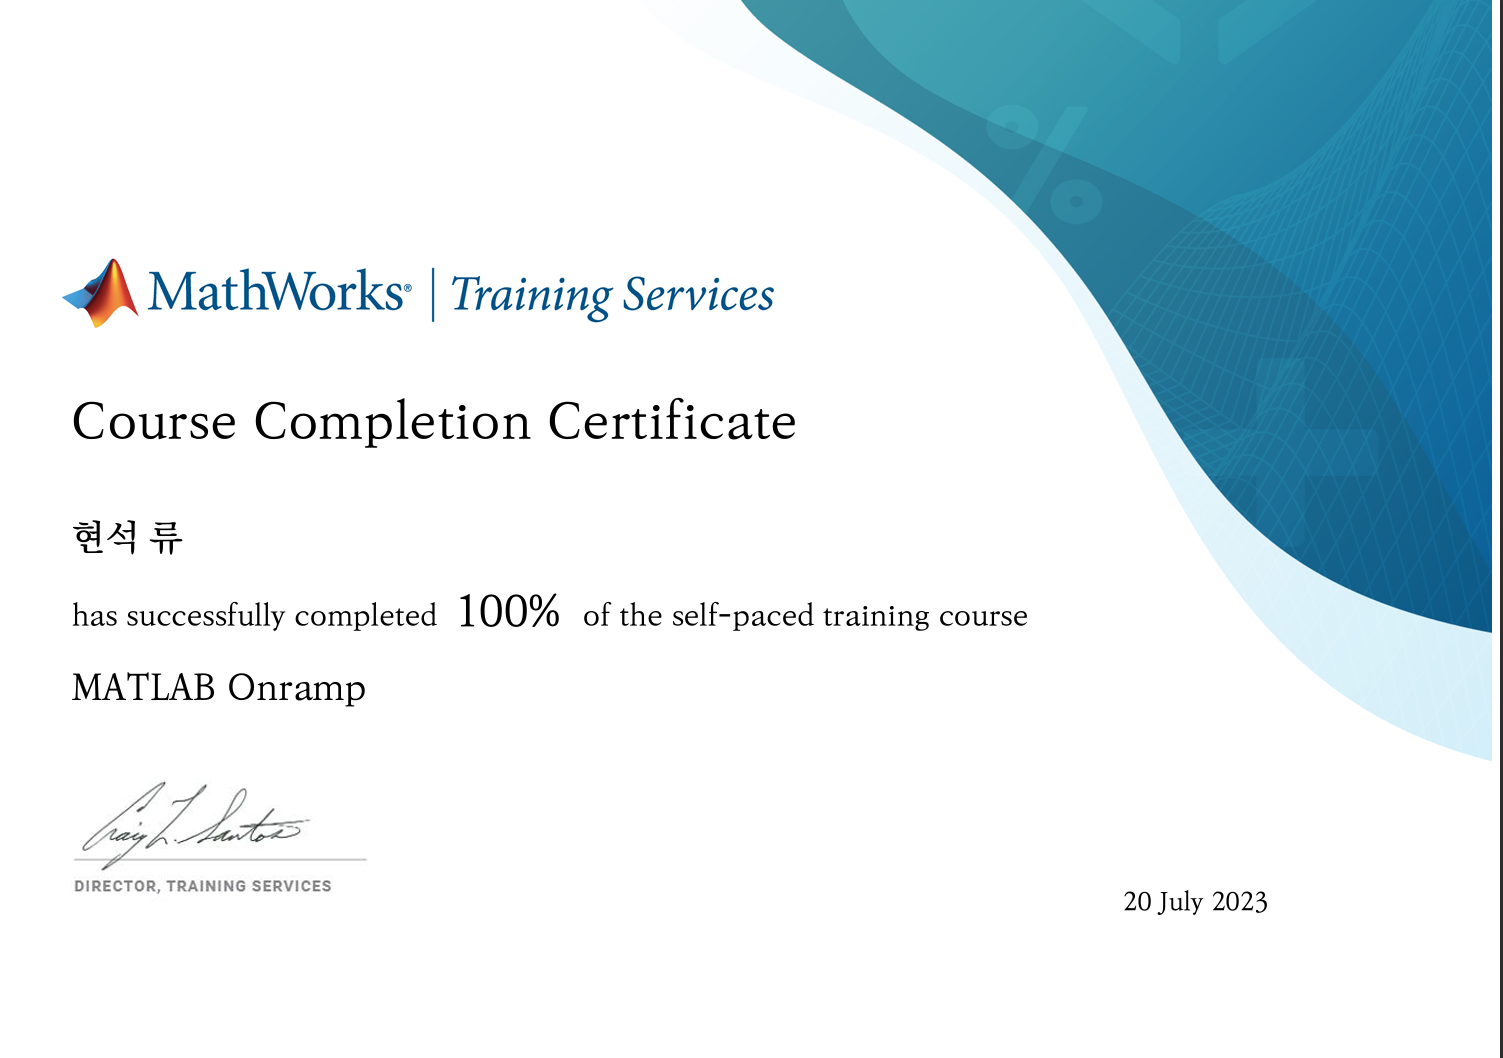 MathWorks® | Training Services
Course Completion Certificate
현석 류
has successfully completed 100% of the self-paced training course
MATLAB Onramp
Craig L. Santos
DIRECTOR, TRAINING SERVICES
20 July 2023